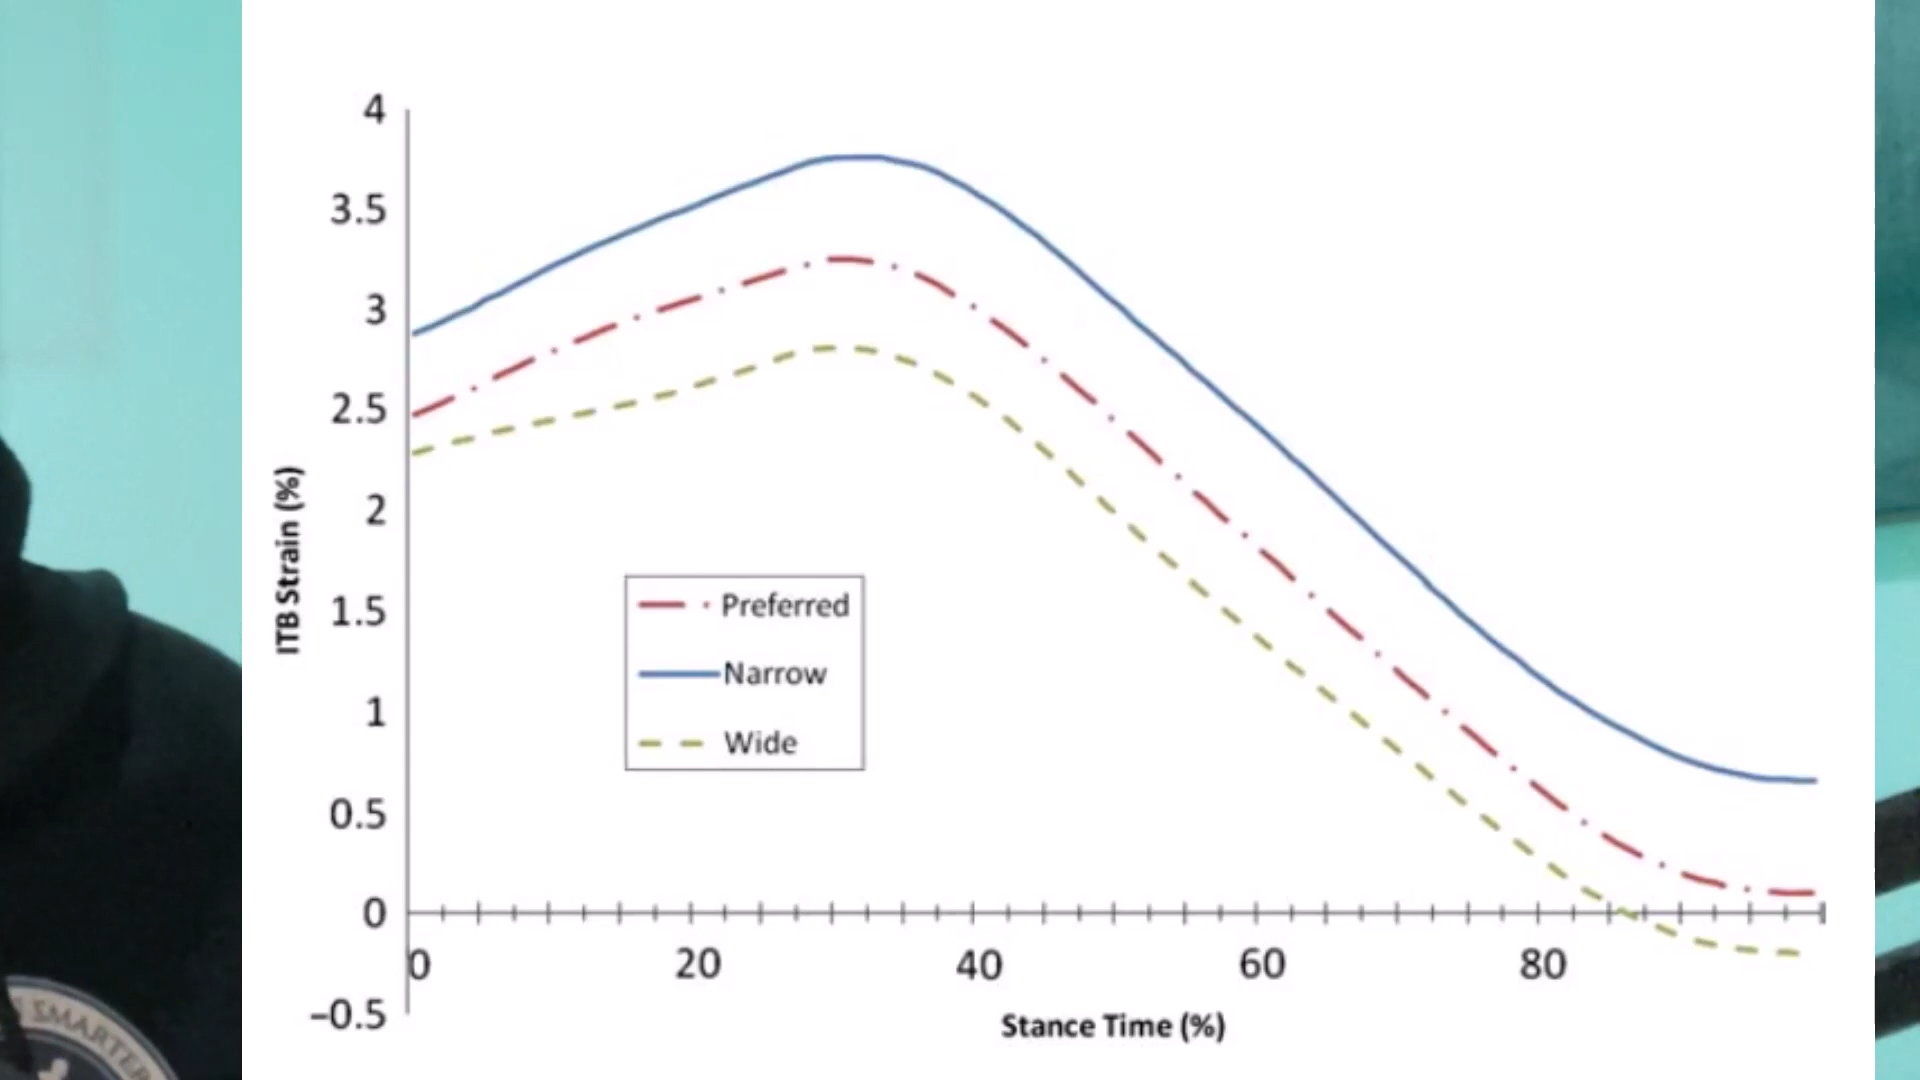 4
3.5
3
2.5
2
1.5
1
0.5
0
–0.5
ITB Strain (%)
Preferred
Narrow
Wide
0 20 40 60 80
Stance Time (%)
SMARTER